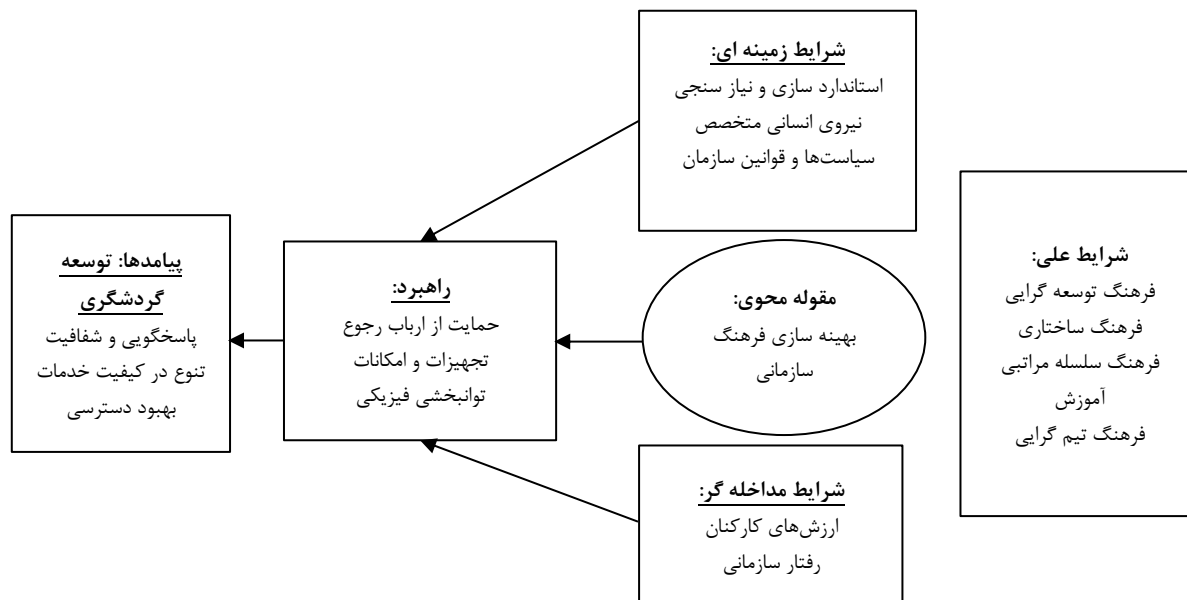 شرایط زمینه ای:
استاندارد سازی و نیاز سنجی
نیروی انسانی متخصص
سیاست‌ها و قوانین سازمان
شرایط علی:
فرهنگ توسعه گرایی
فرهنگ ساختاری
فرهنگ سلسله مراتبی
آموزش
فرهنگ تیم گرایی
مقوله محوی:
بهینه سازی فرهنگ
سازمانی
راهبرد:
حمایت از ارباب رجوع
تجهیزات و امکانات
توانبخشی فیزیکی
پیامدها: توسعه
گردشگری
پاسخگویی و شفافیت
تنوع در کیفیت خدمات
بهبود دسترسی
شرایط مداخله گر:
ارزش‌های کارکنان
رفتار سازمانی